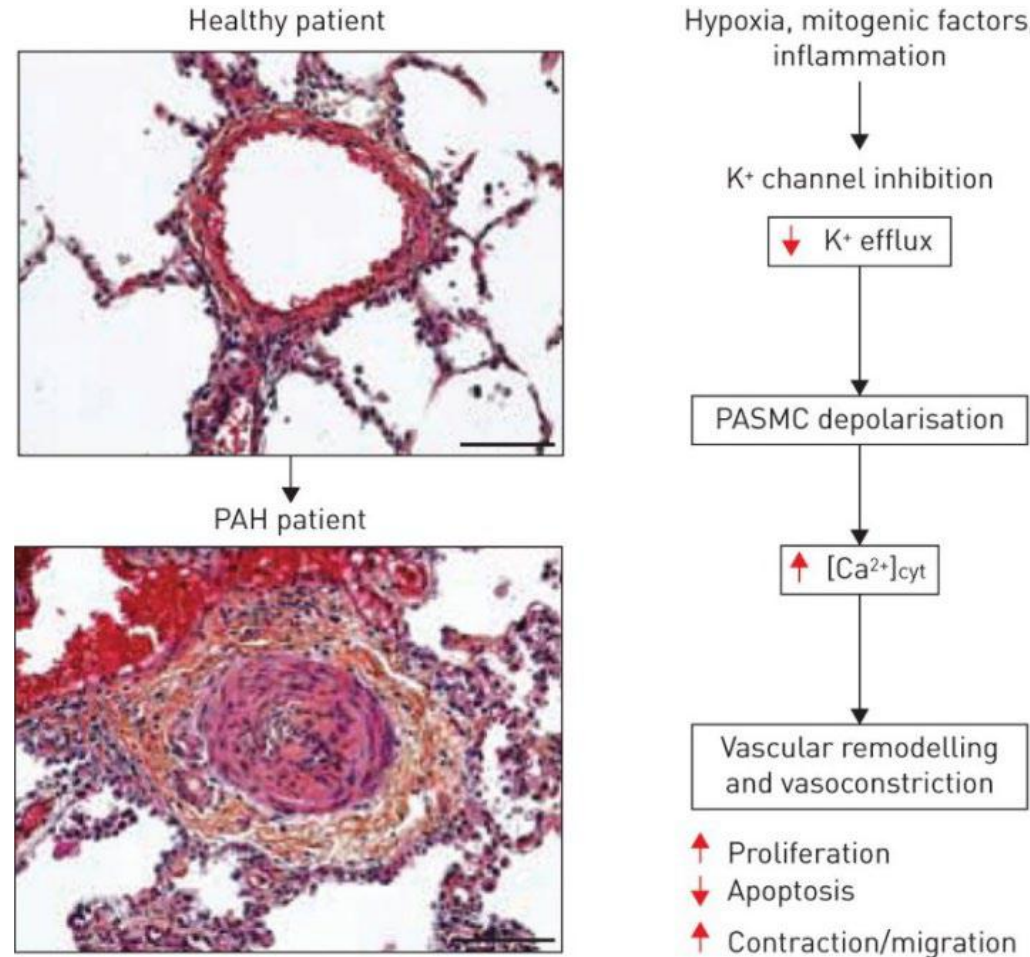 Healthy patient
PAH patient
Hypoxia, mitogenic factors,
inflammation
K⁺ channel inhibition
↓ K⁺ efflux
PASMC depolarisation
↑ [Ca²⁺]cyt
Vascular remodelling
and vasoconstriction
↑ Proliferation
↓ Apoptosis
↑ Contraction/migration